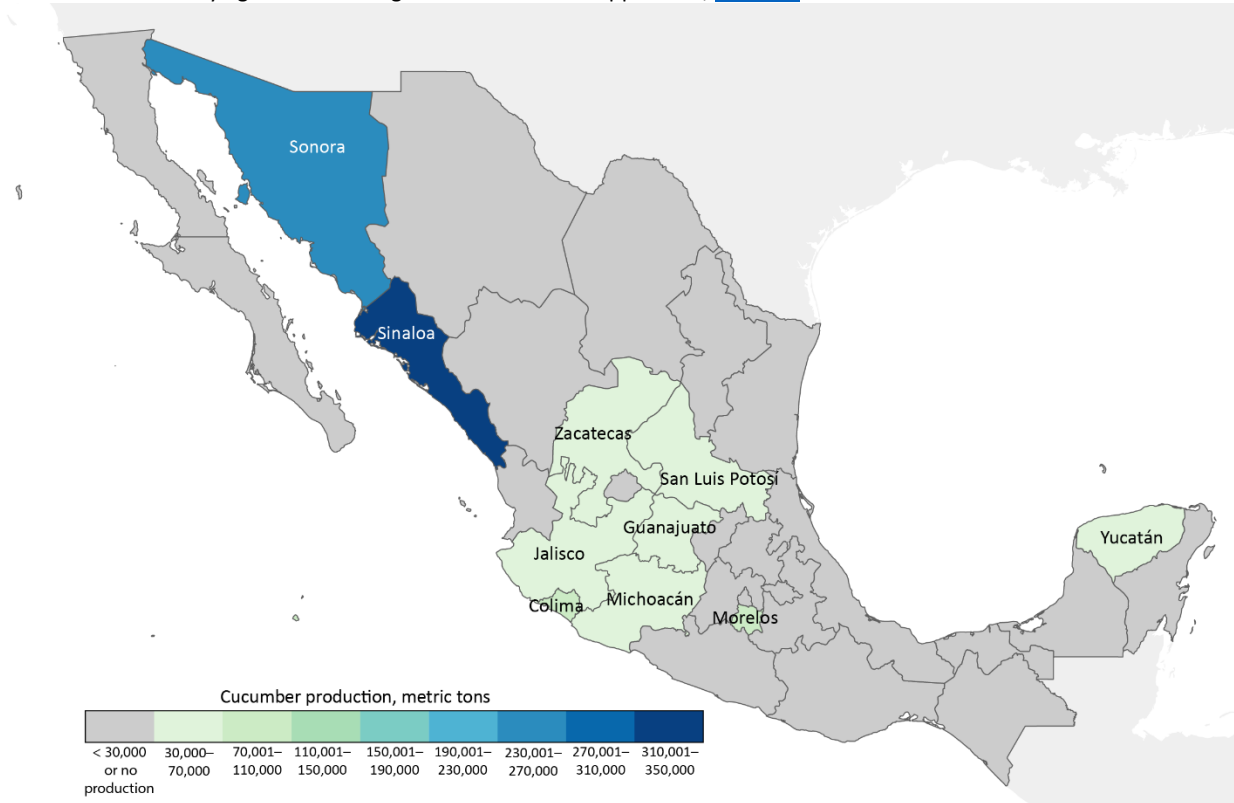 Sonora
Sinaloa
Zacatecas
San Luis Potosí
Guanajuato
Jalisco
Yucatán
Colima
Michoacán
Morelos
Cucumber production, metric tons
< 30,000 30,000– 70,001– 110,001– 150,001– 190,001– 230,001– 270,001– 310,001–
or no 70,000 110,000 150,000 190,000 230,000 270,000 310,000 350,000
production